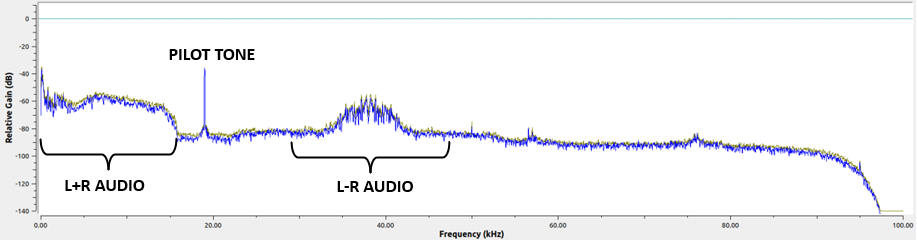 PILOT TONE
L+R AUDIO
L-R AUDIO
Relative Gain (dB)
0
-20
-40
-60
-80
-100
-120
-140
0.00 20.00 40.00 60.00 80.00 100.00
Frequency (kHz)